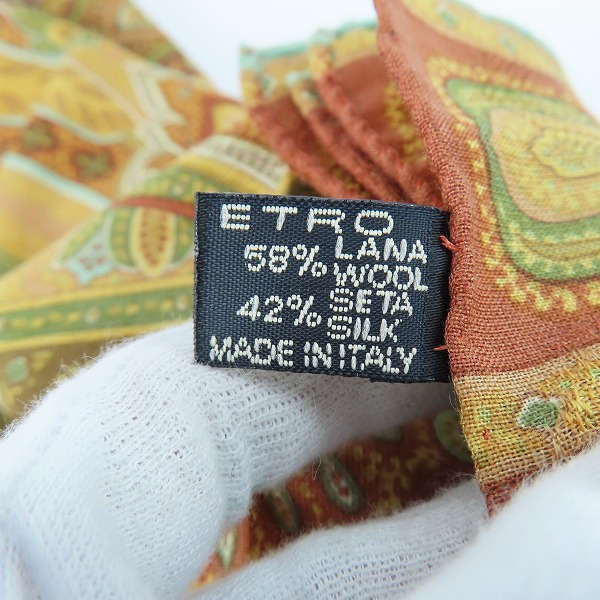 ETRO
58% LANA
WOOL
42% SETA
SILK
MADE IN ITALY